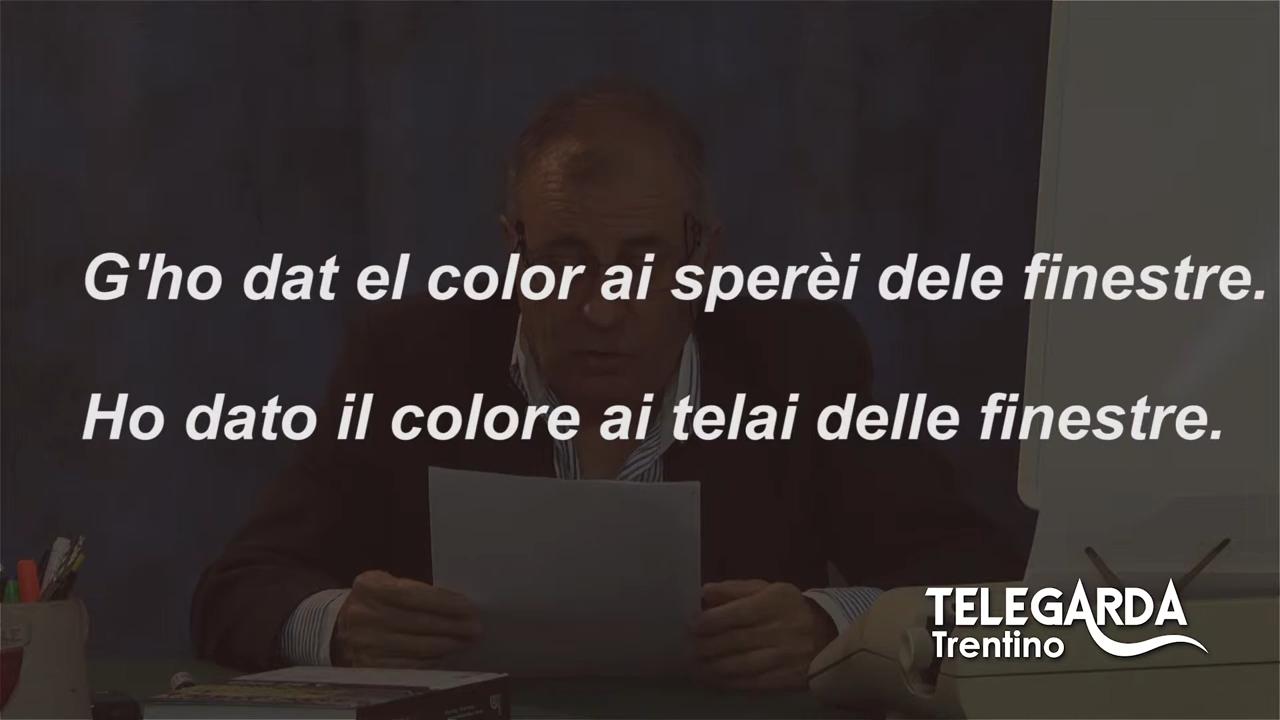 G'ho dat el color ai sperèi dele finestre.
Ho dato il colore ai telai delle finestre.
TELEGARDA
Trentino